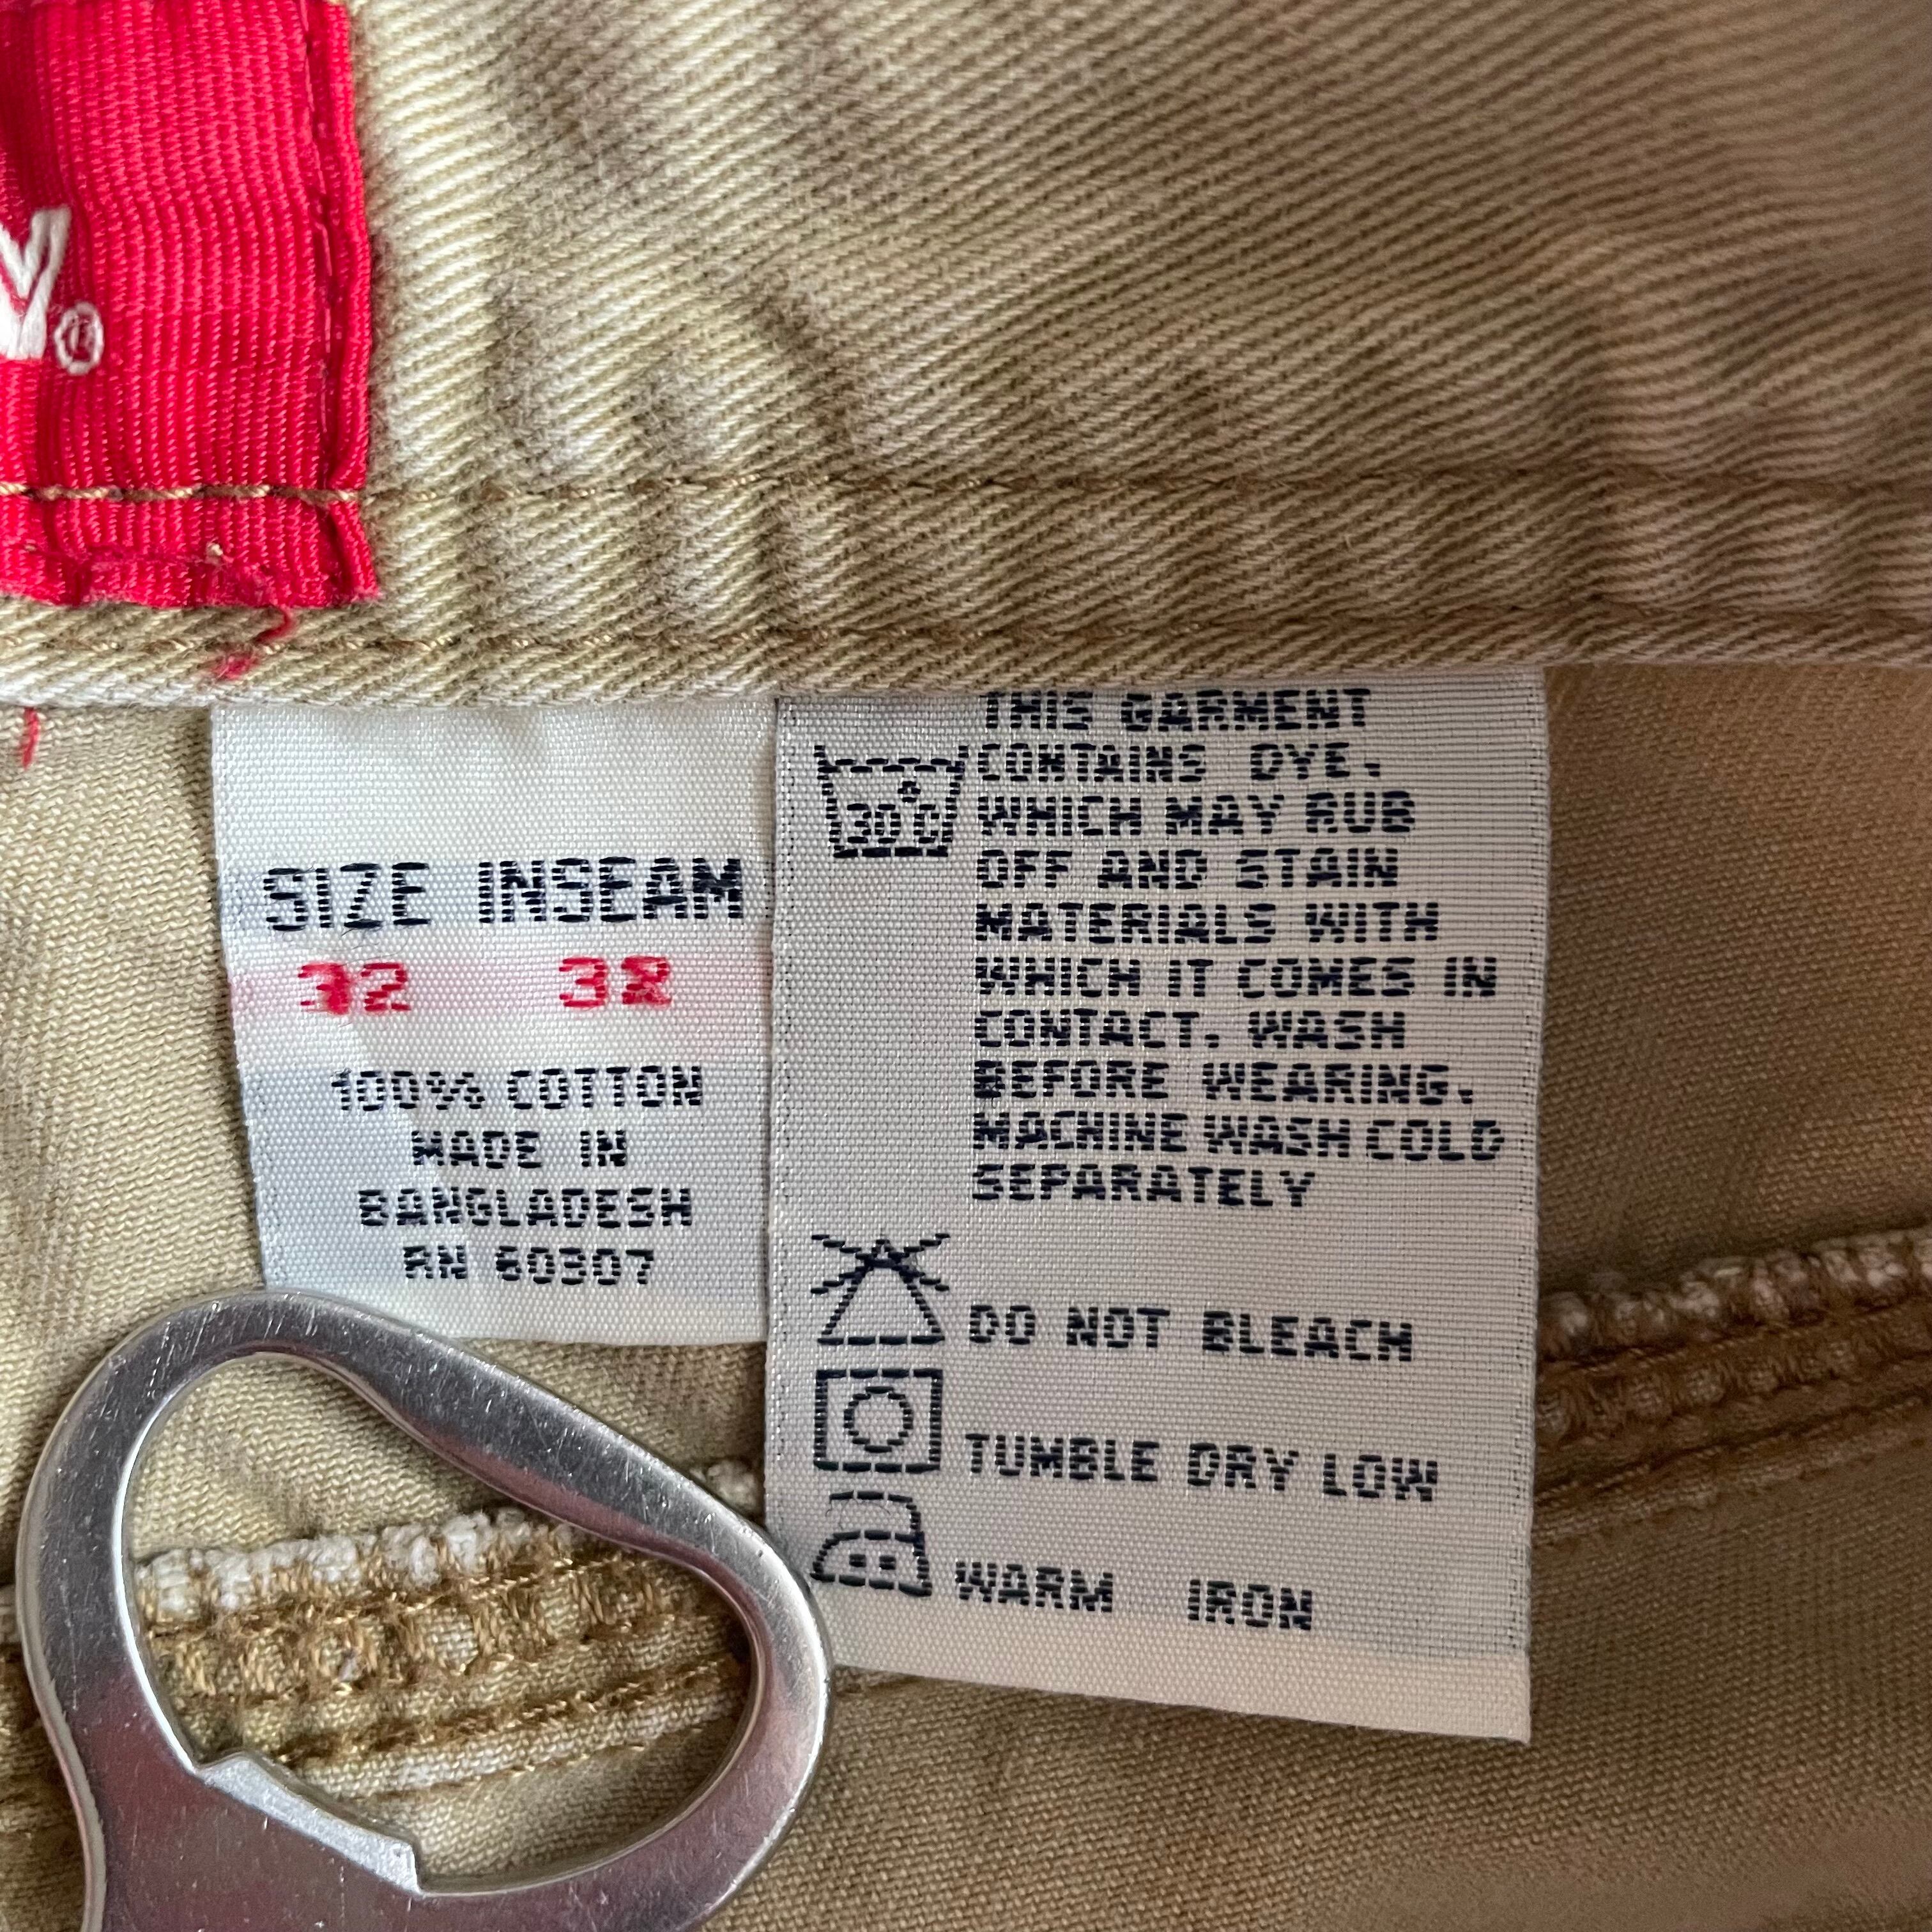 Y®
SIZE INSEAM
32
100% COTTON
MADE IN
BANGLADESH
RN 60307
THIS GARMENT
CONTAINS DYE.
30°C WHICH MAY RUB
OFF AND STAIN
MATERIALS WITH
WHICH IT COMES IN
CONTACT. WASH
BEFORE WEARING.
MACHINE WASH COLD
SEPARATELY
DO NOT BLEACH
TUMBLE DRY LOW
WARM IRON